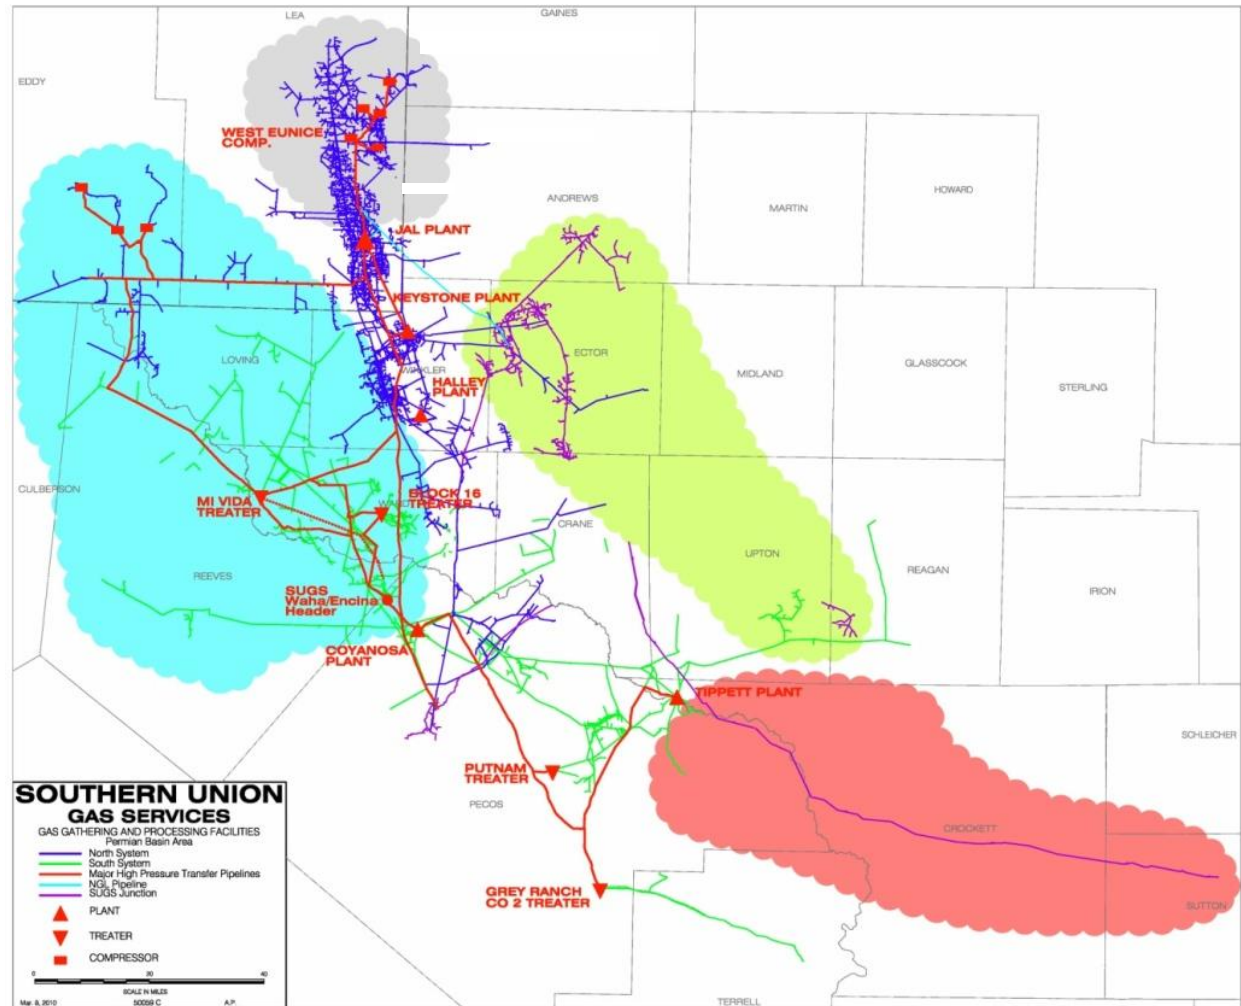 LEA
GAINES
EDDY
WEST EUNICE
COMP.
ANDREWS
MARTIN
HOWARD
JAL PLANT
KEYSTONE PLANT
LOVING
ECTOR
MIDLAND
GLASSCOCK
STERLING
WINKLER
HALLEY
PLANT
CULBERSON
MI VIDA
TREATER
BLOCK 16
TREATER
CRANE
UPTON
REAGAN
IRION
REEVES
SUGS
Waha/Encina
Header
COYANOSA
PLANT
TIPPETT PLANT
SCHLEICHER
PUTNAM
TREATER
PECOS
CROCKETT
GREY RANCH
CO 2 TREATER
SUTTON
TERRELL
SOUTHERN UNION
GAS SERVICES
GAS GATHERING AND PROCESSING FACILITIES
Permian Basin Area
North System
South System
Major High Pressure Transfer Pipelines
NGL Pipeline
SUGS Junction
PLANT
TREATER
COMPRESSOR
0 20 40
SCALE IN MILES
Mar. 8, 2010 50059 C A.P.